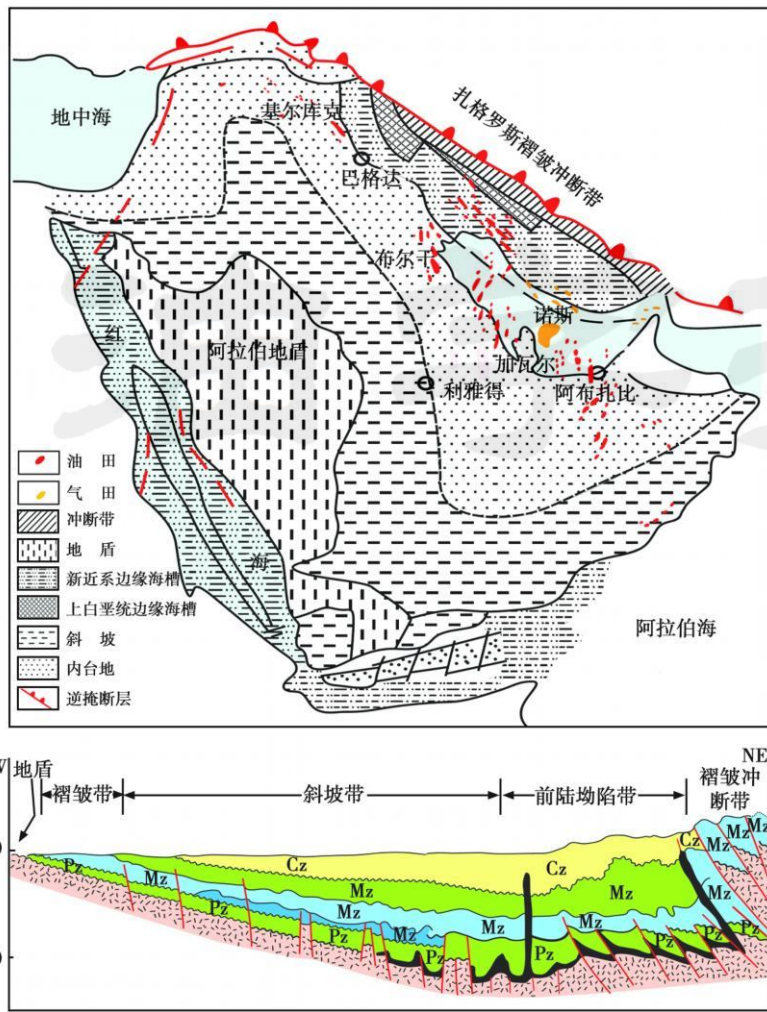 地中海
基尔库克
扎格罗斯褶皱冲断带
巴格达
布尔干
诺斯
红
阿拉伯地盾
加瓦尔
利雅得
阿布扎比
海
阿拉伯海
油 田
气 田
冲断带
地 盾
新近系边缘海槽
上白垩统边缘海槽
斜 坡
内台地
逆掩断层
地盾
NE
褶皱带
斜坡带
前陆坳陷带
褶皱冲
断带
Cz
Cz
Mz
Mz
Mz
Pz
Mz
Mz
Mz
Mz
Mz
Pz
Mz
Mz
Mz
Pz
Pz
Pz
Pz
Pz
Pz
Pz